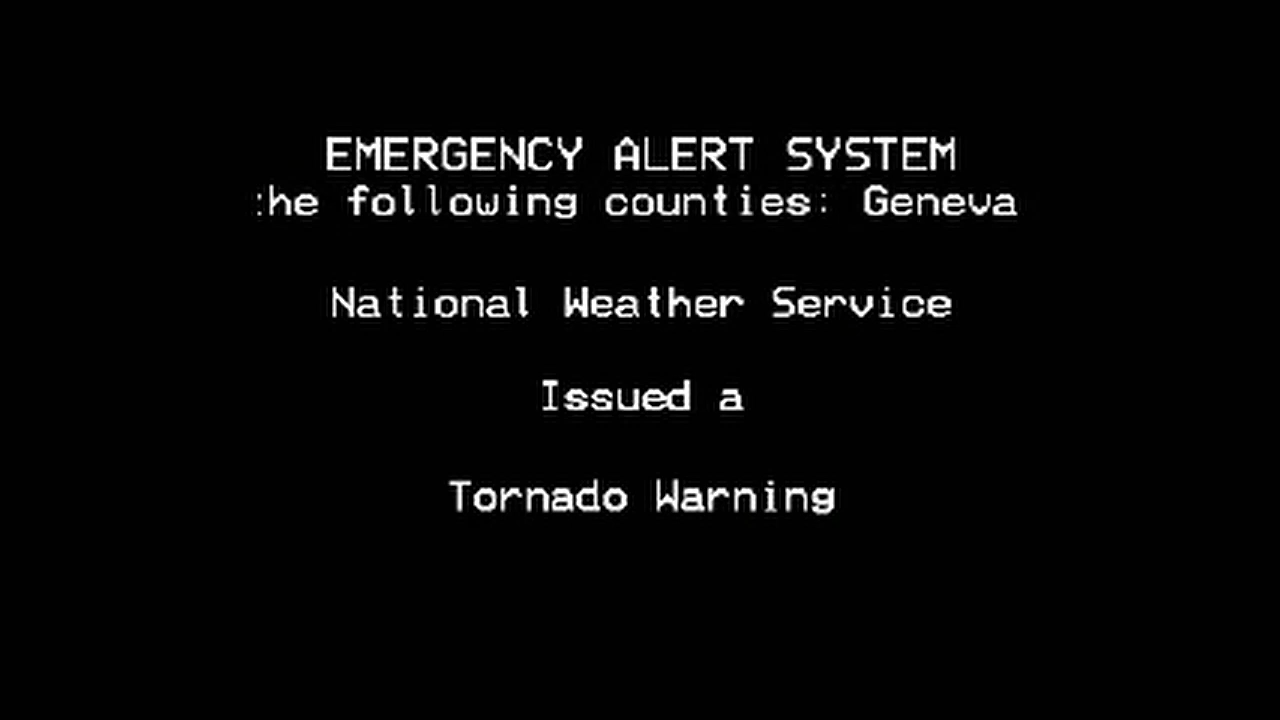 EMERGENCY ALERT SYSTEM
he following counties: Geneva
National Weather Service
Issued a
Tornado Warning